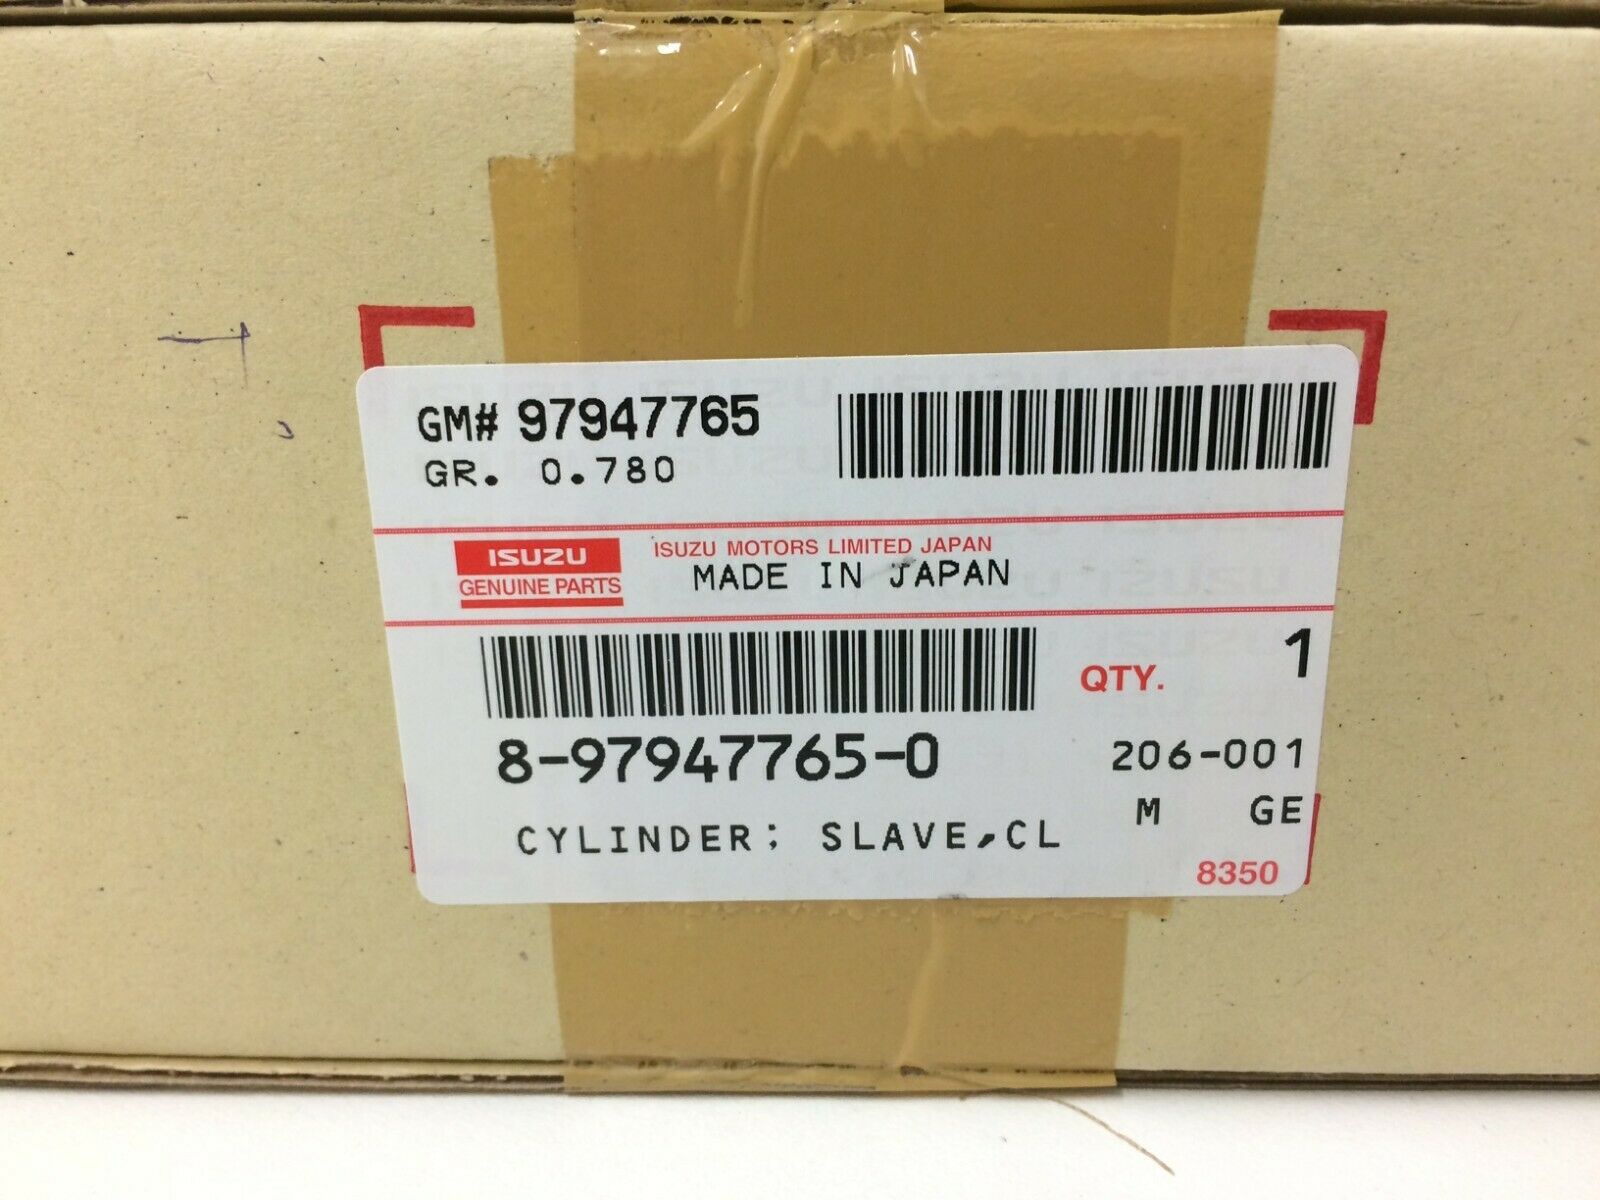 GM# 97947765
GR. 0.780
ISUZU
GENUINE PARTS
ISUZU MOTORS LIMITED JAPAN
MADE IN JAPAN
QTY. 1
8-97947765-0
206-001
M GE
CYLINDER; SLAVE,CL
8350